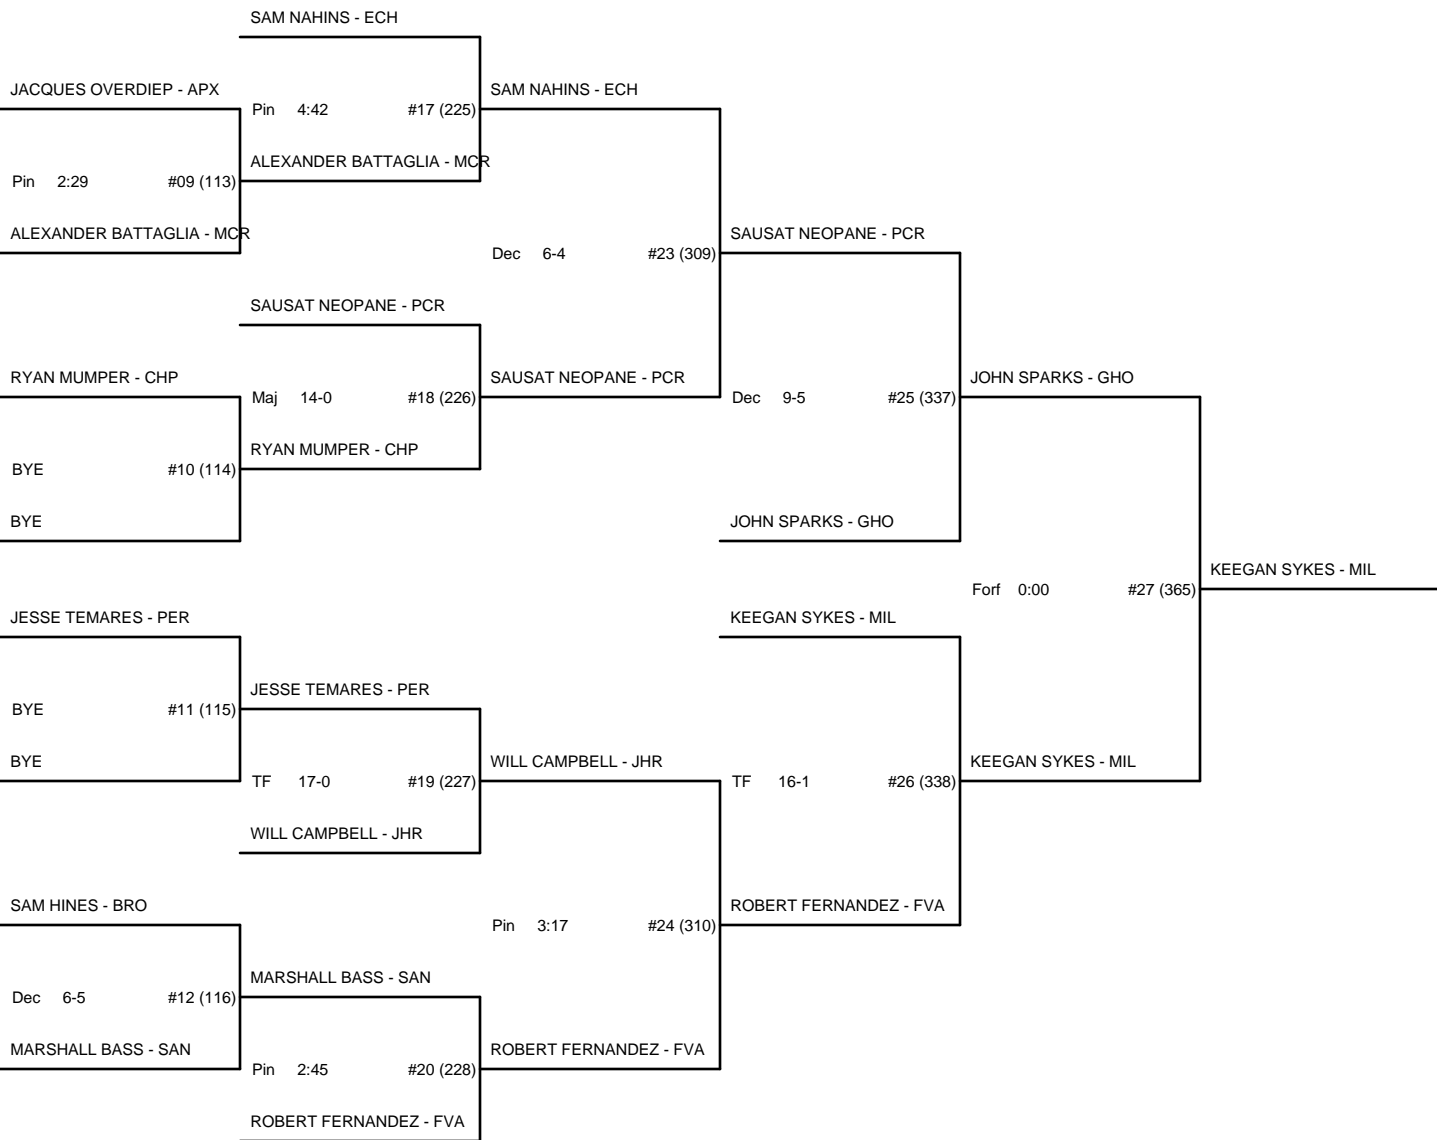 SAM NAHINS - ECH
JACQUES OVERDIEP - APX
SAM NAHINS - ECH
Pin 4:42 #17 (225)
ALEXANDER BATTAGLIA - MCR
Pin 2:29 #09 (113)
ALEXANDER BATTAGLIA - MCR
SAUSAT NEOPANE - PCR
Dec 6-4 #23 (309)
SAUSAT NEOPANE - PCR
RYAN MUMPER - CHP
SAUSAT NEOPANE - PCR
JOHN SPARKS - GHO
Maj 14-0 #18 (226)
Dec 9-5 #25 (337)
RYAN MUMPER - CHP
BYE #10 (114)
BYE
JOHN SPARKS - GHO
KEEGAN SYKES - MIL
Forf 0:00 #27 (365)
JESSE TEMARES - PER
KEEGAN SYKES - MIL
JESSE TEMARES - PER
BYE #11 (115)
BYE
WILL CAMPBELL - JHR
KEEGAN SYKES - MIL
TF 17-0 #19 (227)
TF 16-1 #26 (338)
WILL CAMPBELL - JHR
SAM HINES - BRO
ROBERT FERNANDEZ - FVA
Pin 3:17 #24 (310)
MARSHALL BASS - SAN
Dec 6-5 #12 (116)
MARSHALL BASS - SAN
ROBERT FERNANDEZ - FVA
Pin 2:45 #20 (228)
ROBERT FERNANDEZ - FVA